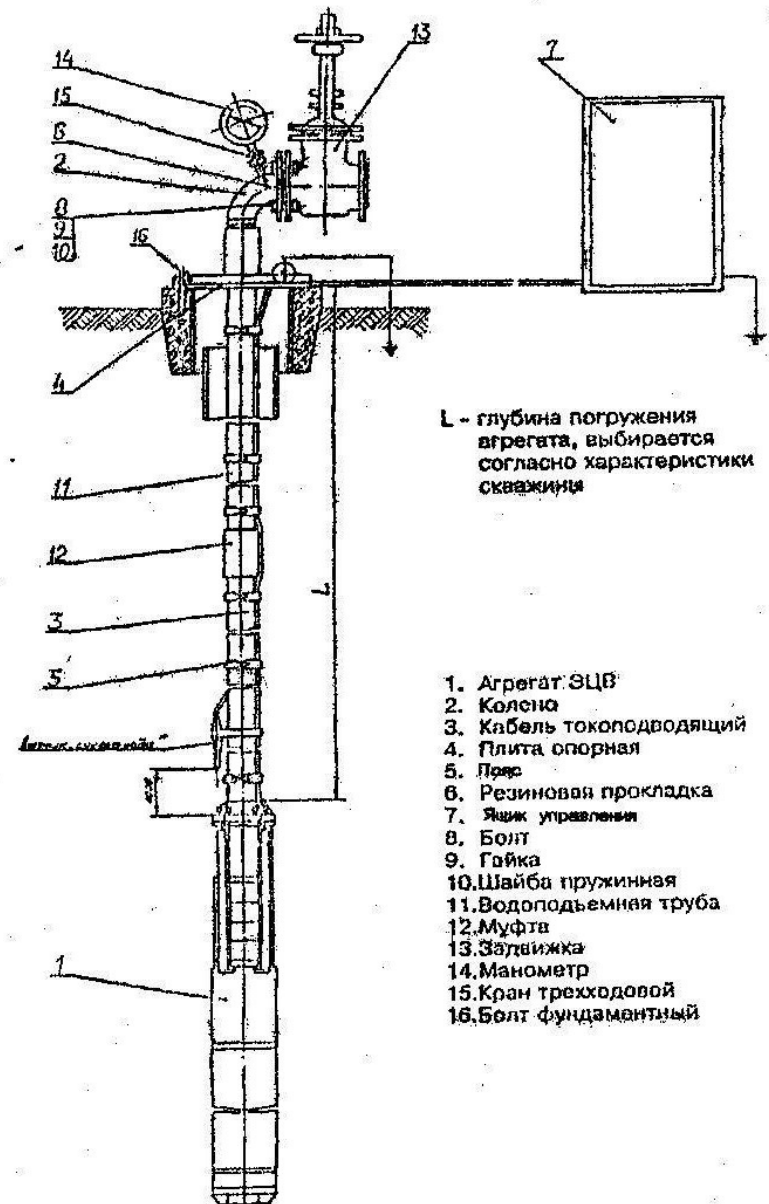 14
13
7
15
6
2
8
9
10
16
4
L - глубина погружения
агрегата, выбирается
согласно характеристики
скважины
11
12
L
3
5
1
1. Агрегат ЭЦВ
2. Колено
3. Кабель токоподводящий
4. Плита опорная
5. Пояс
6. Резиновая прокладка
7. Ящик управления
8. Болт
9. Гайка
10.Шайба пружинная
11.Водоподьемная труба
12.Муфта
13.Задвижка
14.Манометр
15.Кран трехходовой
16.Болт фундаментный